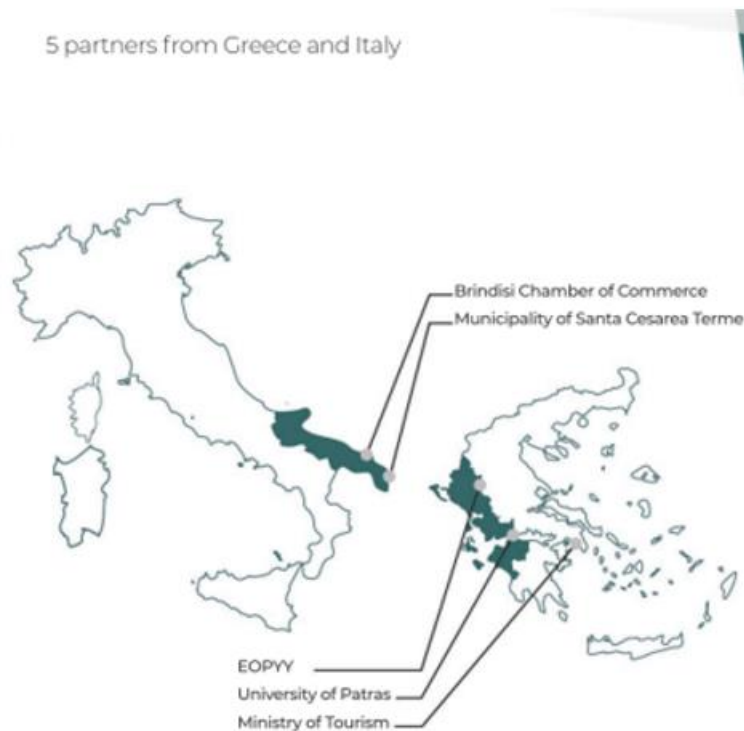 5 partners from Greece and Italy
Brindisi Chamber of Commerce
Municipality of Santa Cesarea Terme
EOPYY
University of Patras
Ministry of Tourism